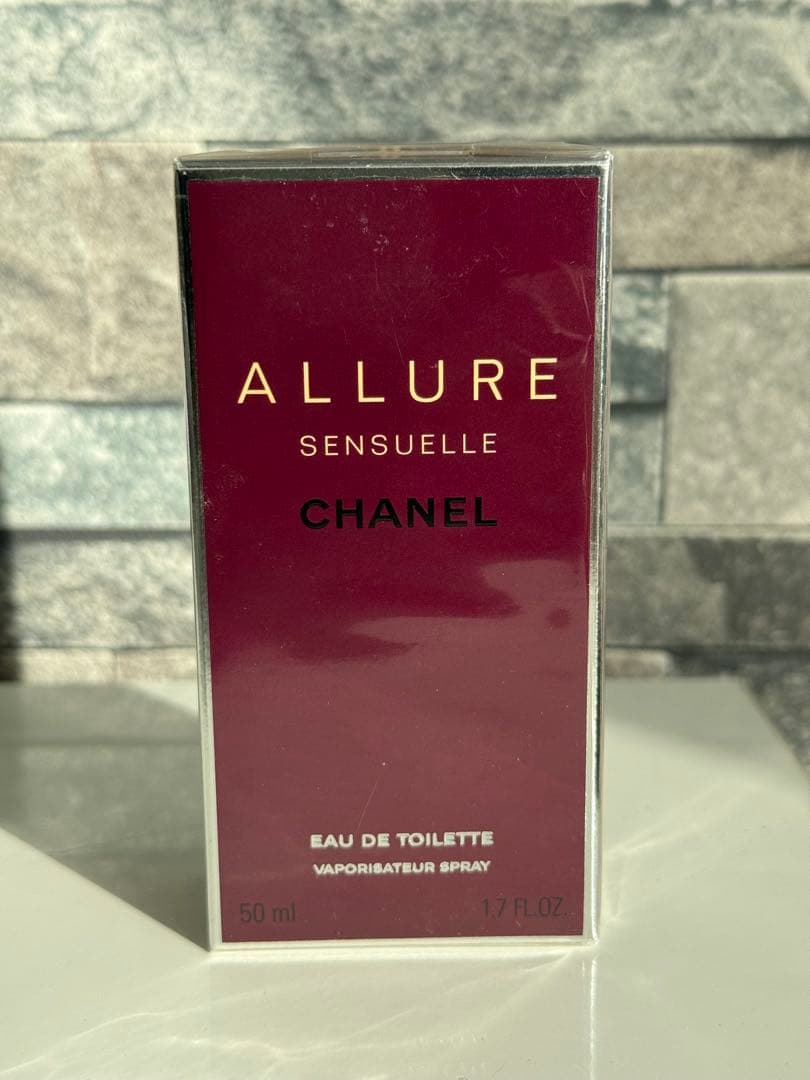 ALLURE
SENSUELLE
CHANEL
EAU DE TOILETTE
VAPORISATEUR SPRAY
50 ml 1.7 FL.OZ.